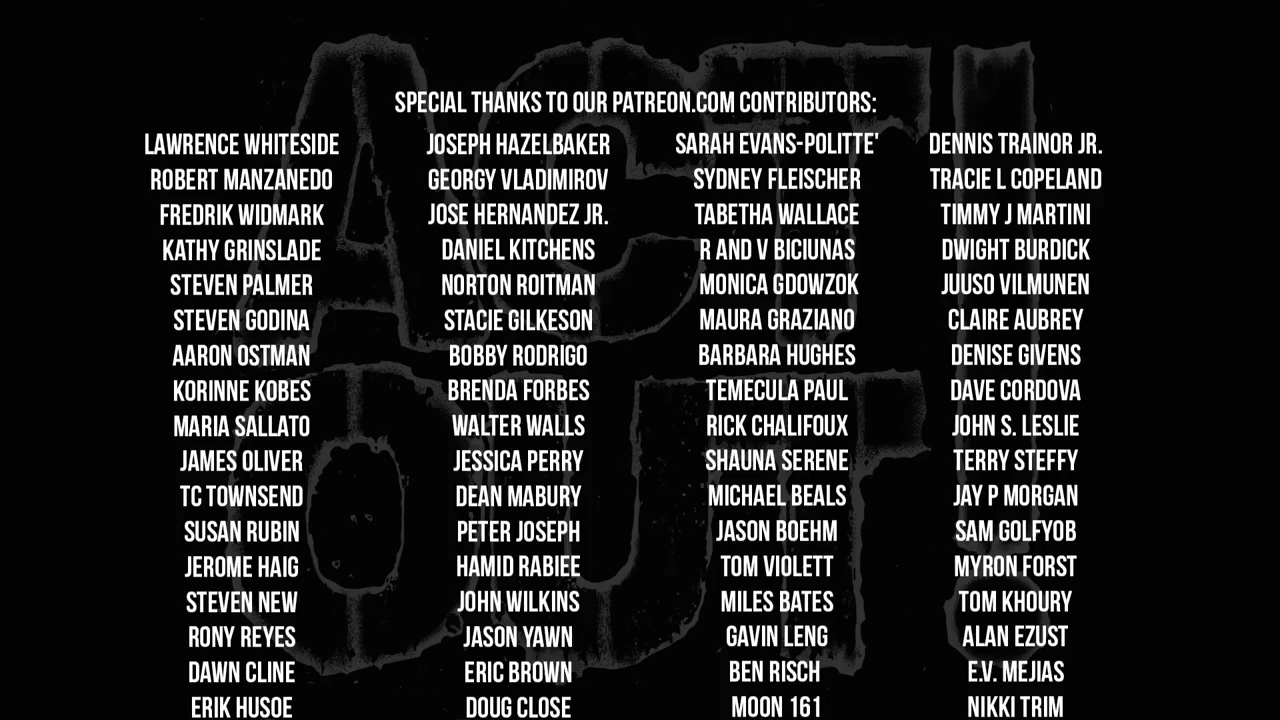 ACT
OUT!
SPECIAL THANKS TO OUR PATREON.COM CONTRIBUTORS:
LAWRENCE WHITESIDE
ROBERT MANZANEDO
FREDRIK WIDMARK
KATHY GRINSLADE
STEVEN PALMER
STEVEN GODINA
AARON OSTMAN
KORINNE KOBES
MARIA SALLATO
JAMES OLIVER
TC TOWNSEND
SUSAN RUBIN
JEROME HAIG
STEVEN NEW
RONY REYES
DAWN CLINE
ERIK HUSOE
JOSEPH HAZELBAKER
GEORGY VLADIMIROV
JOSE HERNANDEZ JR.
DANIEL KITCHENS
NORTON ROITMAN
STACIE GILKESON
BOBBY RODRIGO
BRENDA FORBES
WALTER WALLS
JESSICA PERRY
DEAN MABURY
PETER JOSEPH
HAMID RABIEE
JOHN WILKINS
JASON YAWN
ERIC BROWN
DOUG CLOSE
SARAH EVANS-POLITTE'
SYDNEY FLEISCHER
TABETHA WALLACE
R AND V BICIUNAS
MONICA GDOWZOK
MAURA GRAZIANO
BARBARA HUGHES
TEMECULA PAUL
RICK CHALIFOUX
SHAUNA SERENE
MICHAEL BEALS
JASON BOEHM
TOM VIOLETT
MILES BATES
GAVIN LENG
BEN RISCH
MOON 161
DENNIS TRAINOR JR.
TRACIE L COPELAND
TIMMY J MARTINI
DWIGHT BURDICK
JUUSO VILMUNEN
CLAIRE AUBREY
DENISE GIVENS
DAVE CORDOVA
JOHN S. LESLIE
TERRY STEFFY
JAY P MORGAN
SAM GOLFYOB
MYRON FORST
TOM KHOURY
ALAN EZUST
E.V. MEJIAS
NIKKI TRIM